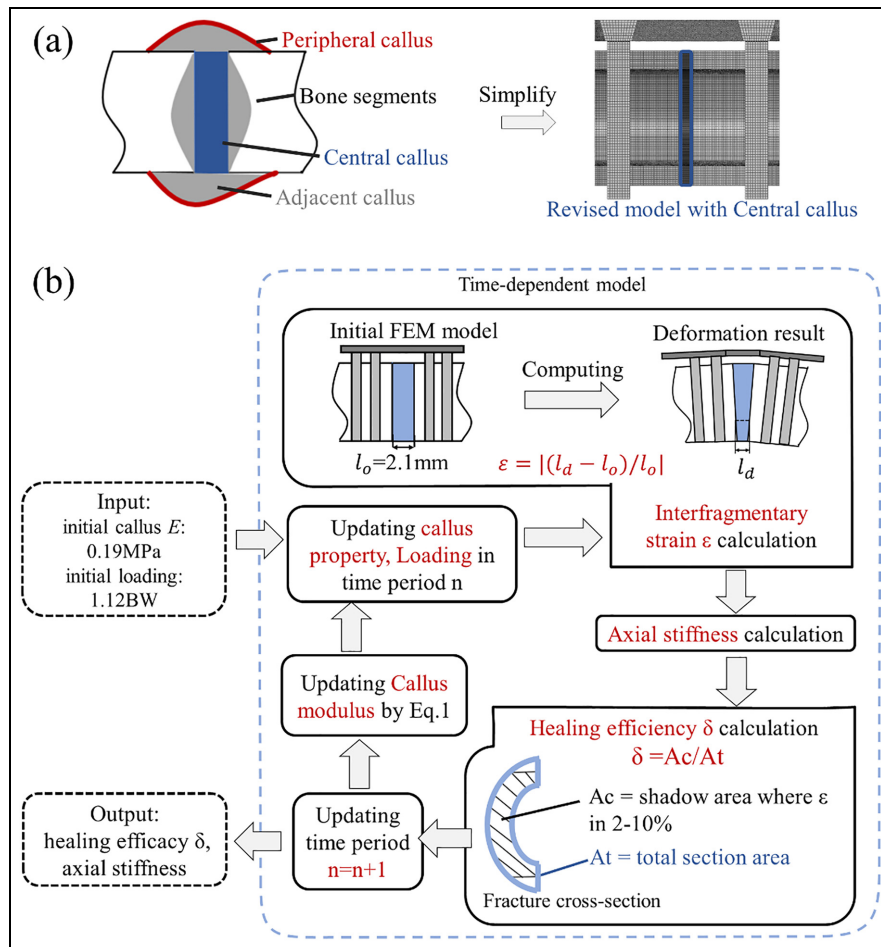 (a)
Peripheral callus
Bone segments
Central callus
Adjacent callus
Simplify
Revised model with Central callus
(b)
Time-dependent model
Initial FEM model
Computing
Deformation result
l_o=2.1mm
ε = |(l_d − l_o)/l_o|
l_d
Interfragmentary
strain ε calculation
Input:
initial callus E:
0.19MPa
initial loading:
1.12BW
Updating callus
property, Loading in
time period n
Axial stiffness calculation
Updating Callus
modulus by Eq.1
Healing efficiency δ calculation
δ =Ac/At
Ac = shadow area where ε
in 2-10%
At = total section area
Fracture cross-section
Updating
time period
n=n+1
Output:
healing efficacy δ,
axial stiffness